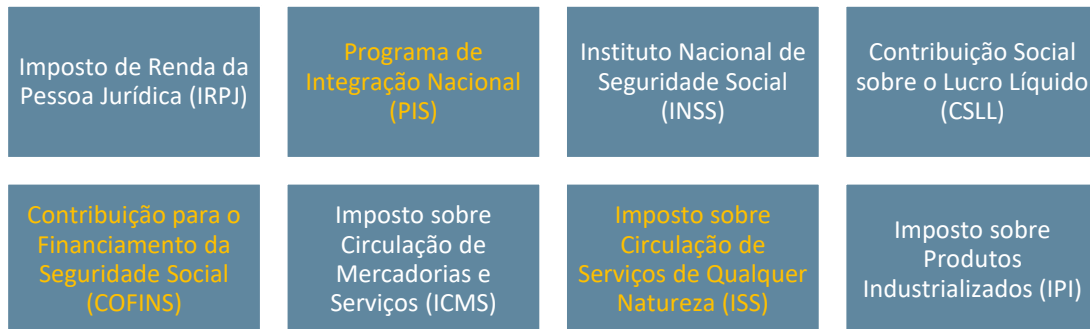 Imposto de Renda da
Pessoa Jurídica (IRPJ)
Programa de
Integração Nacional
(PIS)
Instituto Nacional de
Seguridade Social
(INSS)
Contribuição Social
sobre o Lucro Líquido
(CSLL)
Contribuição para o
Financiamento da
Seguridade Social
(COFINS)
Imposto sobre
Circulação de
Mercadorias e
Serviços (ICMS)
Imposto sobre
Circulação de
Serviços de Qualquer
Natureza (ISS)
Imposto sobre
Produtos
Industrializados (IPI)